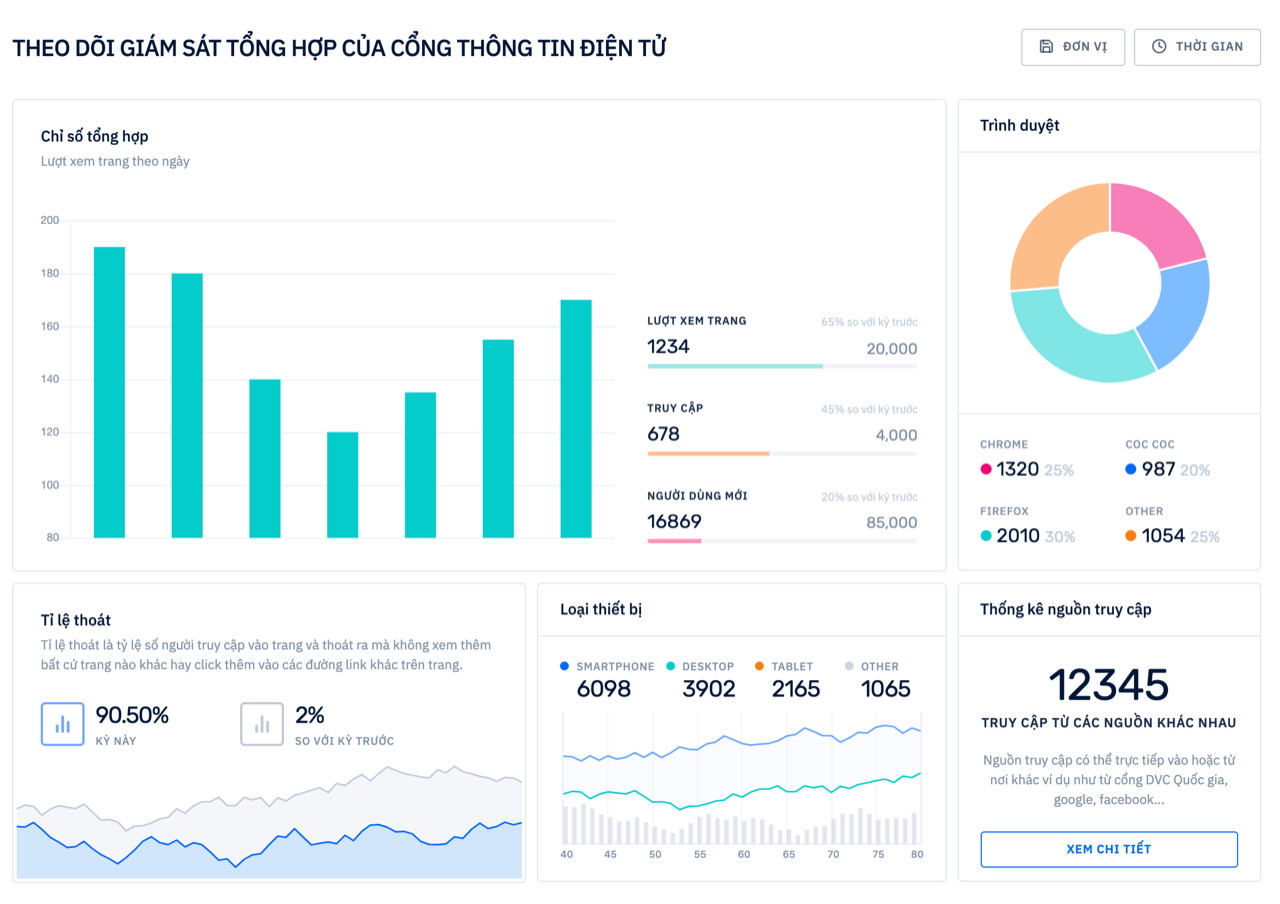 THEO DÕI GIÁM SÁT TỔNG HỢP CỦA CỔNG THÔNG TIN ĐIỆN TỬ
ĐƠN VỊ
THỜI GIAN
Chỉ số tổng hợp
Lượt xem trang theo ngày
200
180
160
140
120
100
80
LƯỢT XEM TRANG
65% so với kỳ trước
1234
20,000
TRUY CẬP
45% so với kỳ trước
678
4,000
NGƯỜI DÙNG MỚI
20% so với kỳ trước
16869
85,000
Trình duyệt
CHROME
1320 25%
COC COC
987 20%
FIREFOX
2010 30%
OTHER
1054 25%
Tỉ lệ thoát
Tỉ lệ thoát là tỷ lệ số người truy cập vào trang và thoát ra mà không xem thêm
bất cứ trang nào khác hay click thêm vào các đường link khác trên trang.
90.50%
KỲ NÀY
2%
SO VỚI KỲ TRƯỚC
Loại thiết bị
SMARTPHONE
6098
DESKTOP
3902
TABLET
2165
OTHER
1065
40 45 50 55 60 65 70 75 80
Thống kê nguồn truy cập
12345
TRUY CẬP TỪ CÁC NGUỒN KHÁC NHAU
Nguồn truy cập có thể trực tiếp vào hoặc từ
nơi khác ví dụ như từ cổng DVC Quốc gia,
google, facebook...
XEM CHI TIẾT